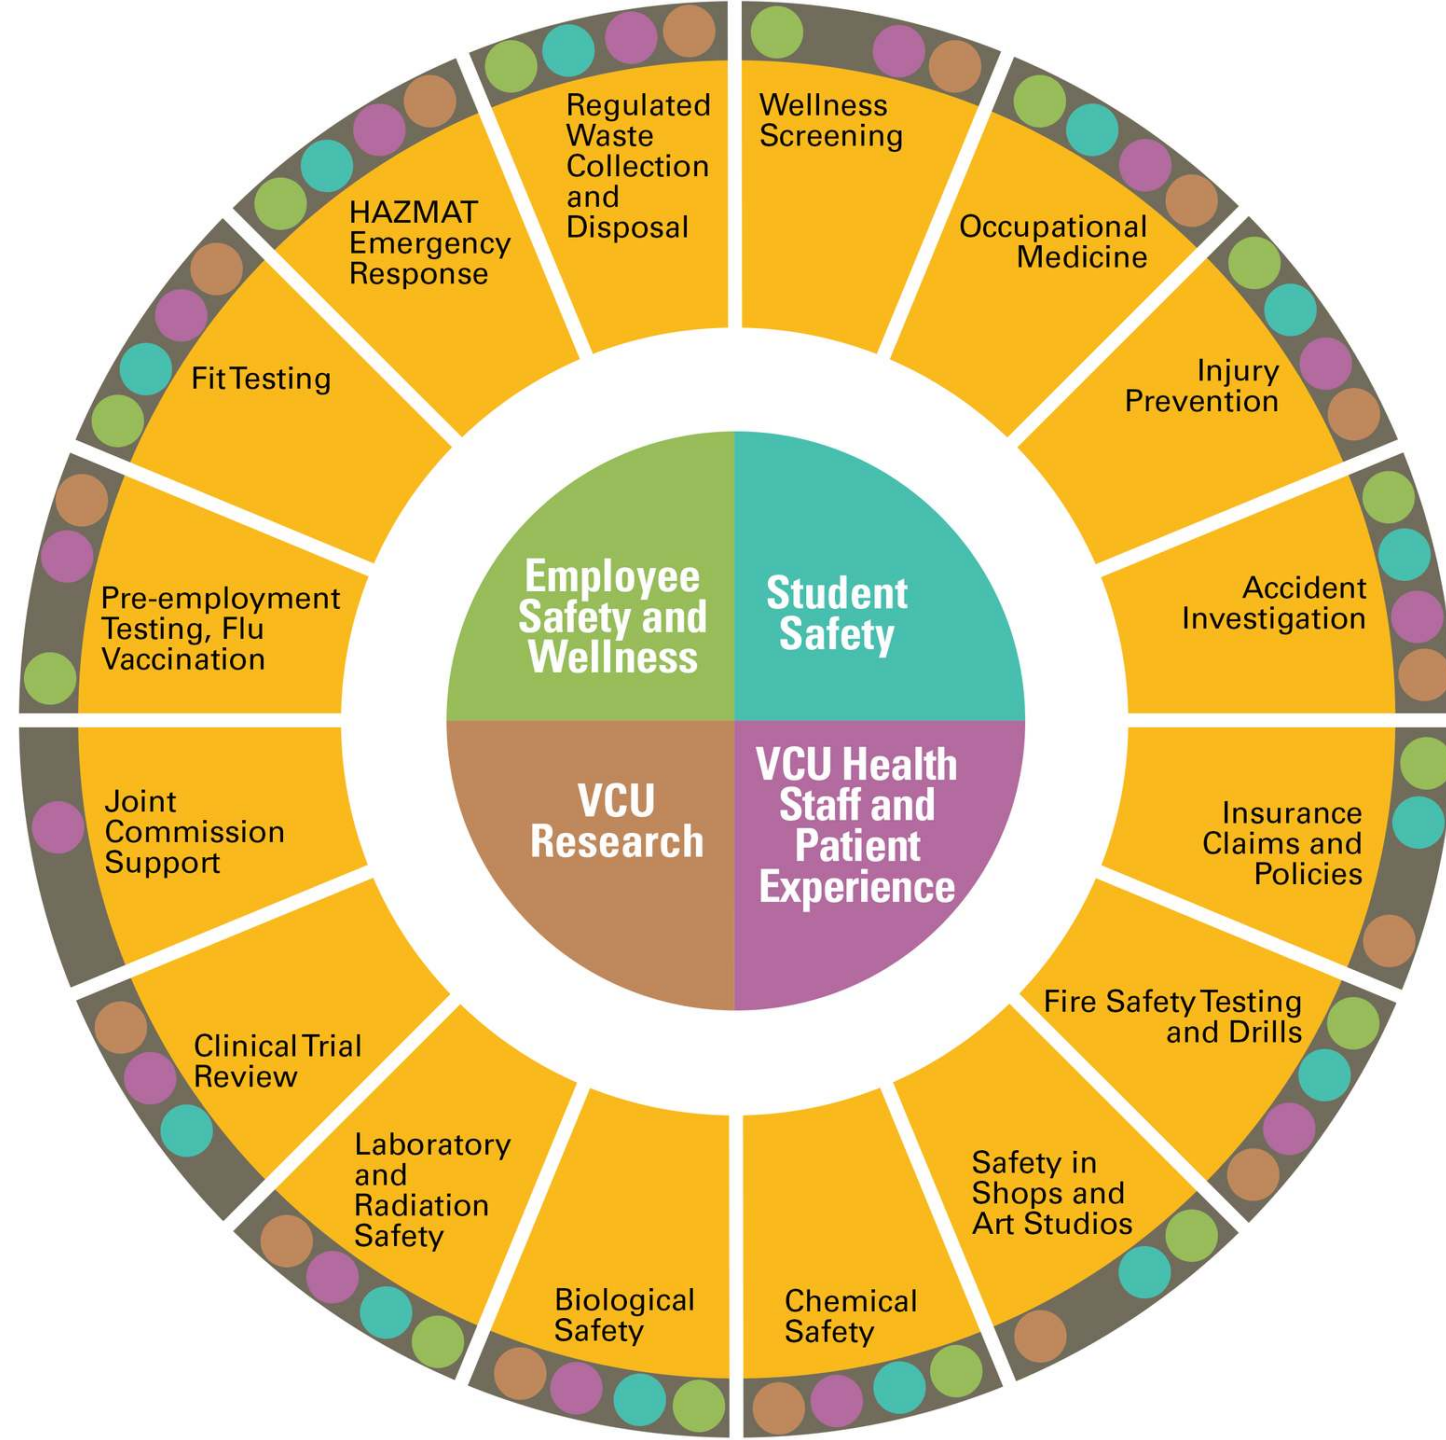 Regulated
Waste
Collection
and
Disposal
Wellness
Screening
Occupational
Medicine
Injury
Prevention
Accident
Investigation
Insurance
Claims and
Policies
Fire Safety Testing
and Drills
Safety in
Shops and
Art Studios
Chemical
Safety
Biological
Safety
Laboratory
and
Radiation
Safety
Clinical Trial
Review
Joint
Commission
Support
Pre-employment
Testing, Flu
Vaccination
Fit Testing
HAZMAT
Emergency
Response
Employee
Safety and
Wellness
Student
Safety
VCU
Research
VCU Health
Staff and
Patient
Experience